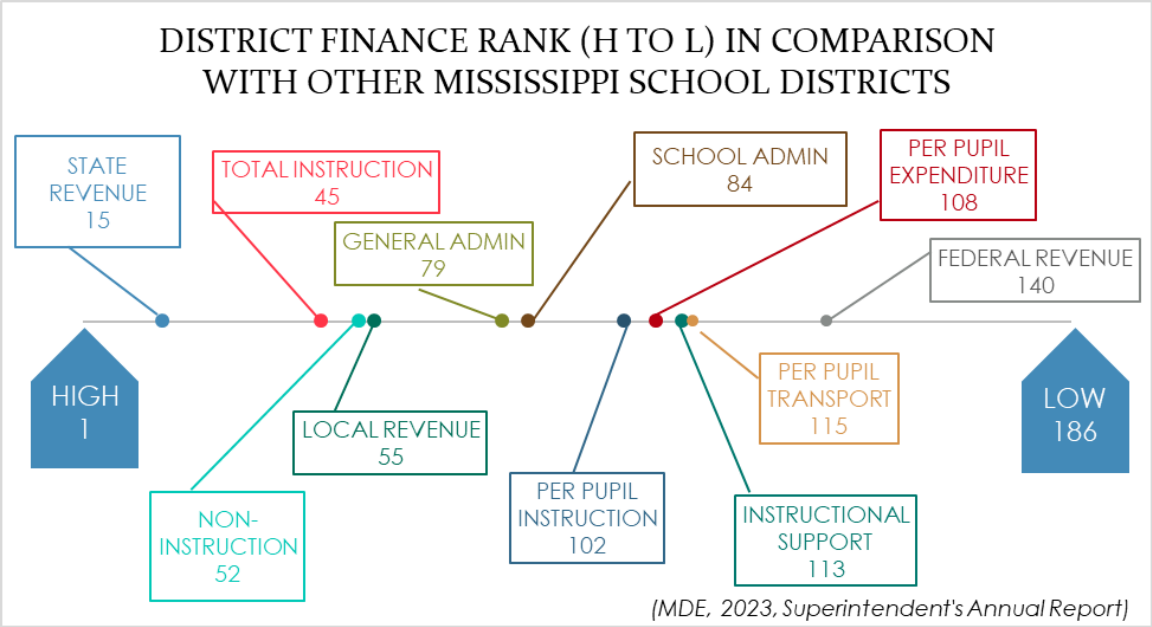 DISTRICT FINANCE RANK (H TO L) IN COMPARISON
WITH OTHER MISSISSIPPI SCHOOL DISTRICTS
STATE
REVENUE
15
TOTAL INSTRUCTION
45
GENERAL ADMIN
79
SCHOOL ADMIN
84
PER PUPIL
EXPENDITURE
108
FEDERAL REVENUE
140
HIGH
1
LOW
186
NON-
INSTRUCTION
52
LOCAL REVENUE
55
PER PUPIL
INSTRUCTION
102
INSTRUCTIONAL
SUPPORT
113
PER PUPIL
TRANSPORT
115
(MDE, 2023, Superintendent's Annual Report)